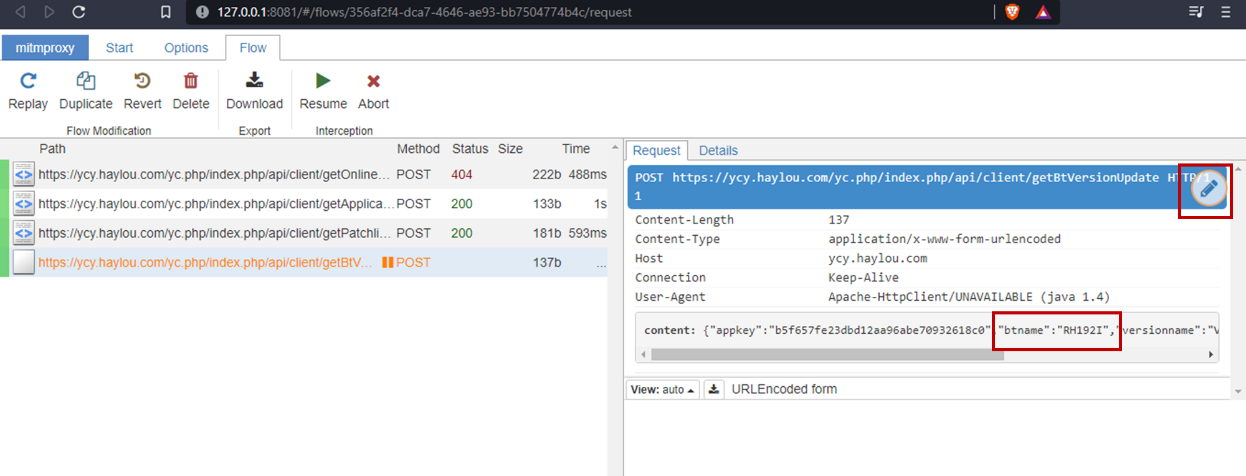 127.0.0.1:8081/#/flows/356af2f4-dca7-4646-ae93-bb7504774b4c/request
mitmproxy Start Options Flow
Replay Duplicate Revert Delete Download Resume Abort
Flow Modification Export Interception
Path Method Status Size Time
https://ycy.haylou.com/yc.php/index.php/api/client/getOnline... POST 404 222b 488ms
https://ycy.haylou.com/yc.php/index.php/api/client/getApplica... POST 200 133b 1s
https://ycy.haylou.com/yc.php/index.php/api/client/getPatchli... POST 200 181b 593ms
https://ycy.haylou.com/yc.php/index.php/api/client/getBtV... POST 137b ...
Request Details
POST https://ycy.haylou.com/yc.php/index.php/api/client/getBtVersionUpdate HTTP/1.
1
Content-Length 137
Content-Type application/x-www-form-urlencoded
Host ycy.haylou.com
Connection Keep-Alive
User-Agent Apache-HttpClient/UNAVAILABLE (java 1.4)
content: {"appkey":"b5f657fe23dbd12aa96abe70932618c0","btname":"RH192I","versionname":"V
View: auto URLEncoded form